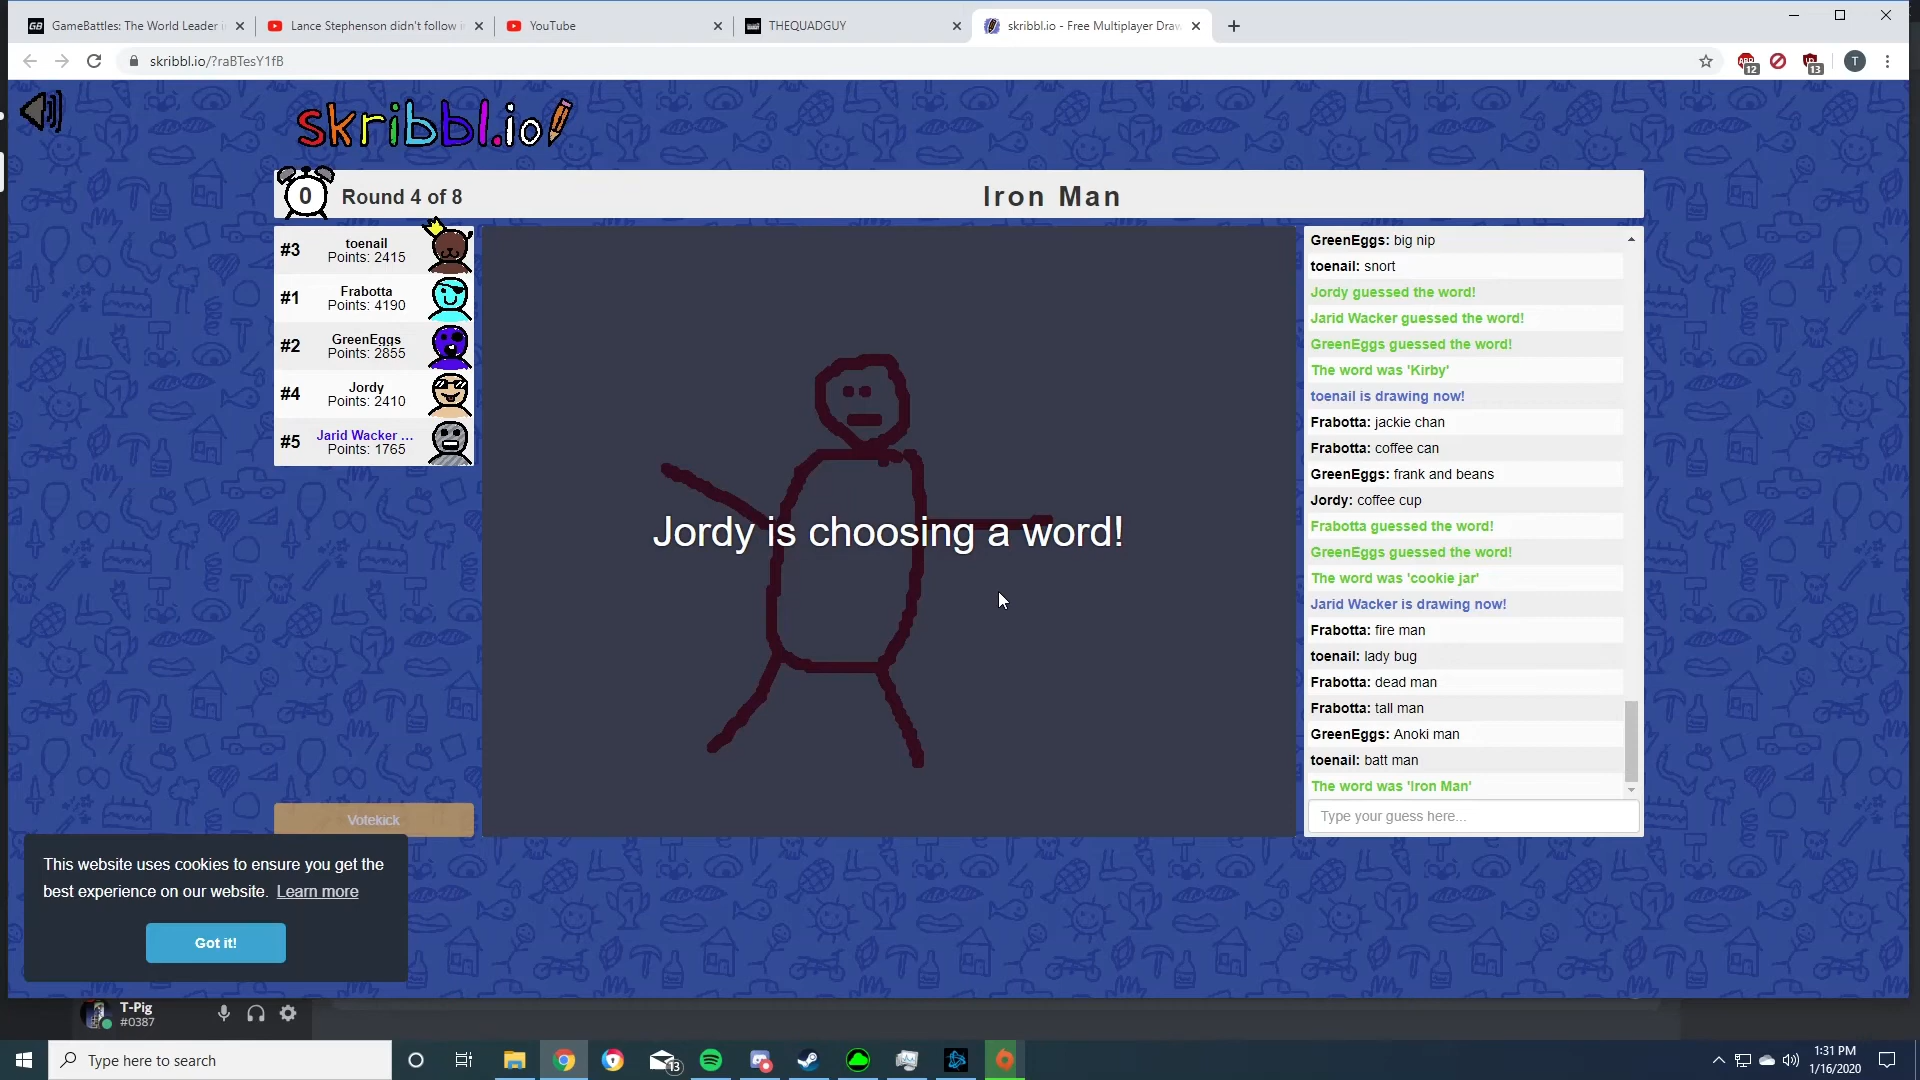 GameBattles: The World Leader i
Lance Stephenson didn't follow i
YouTube
THEQUADGUY
skribbl.io - Free Multiplayer Draw
skribbl.io/?raBTesY1fB
12
13
T
skribbl.io
0
Round 4 of 8
Iron Man
#3
toenail
Points: 2415
#1
Frabotta
Points: 4190
#2
GreenEggs
Points: 2855
#4
Jordy
Points: 2410
#5
Jarid Wacker ...
Points: 1765
Jordy is choosing a word!
GreenEggs: big nip
toenail: snort
Jordy guessed the word!
Jarid Wacker guessed the word!
GreenEggs guessed the word!
The word was 'Kirby'
toenail is drawing now!
Frabotta: jackie chan
Frabotta: coffee can
GreenEggs: frank and beans
Jordy: coffee cup
Frabotta guessed the word!
GreenEggs guessed the word!
The word was 'cookie jar'
Jarid Wacker is drawing now!
Frabotta: fire man
toenail: lady bug
Frabotta: dead man
Frabotta: tall man
GreenEggs: Anoki man
toenail: batt man
The word was 'Iron Man'
Type your guess here...
Votekick
This website uses cookies to ensure you get the
best experience on our website. Learn more
Got it!
T-Pig
#0387
Type here to search
13
1:31 PM
1/16/2020